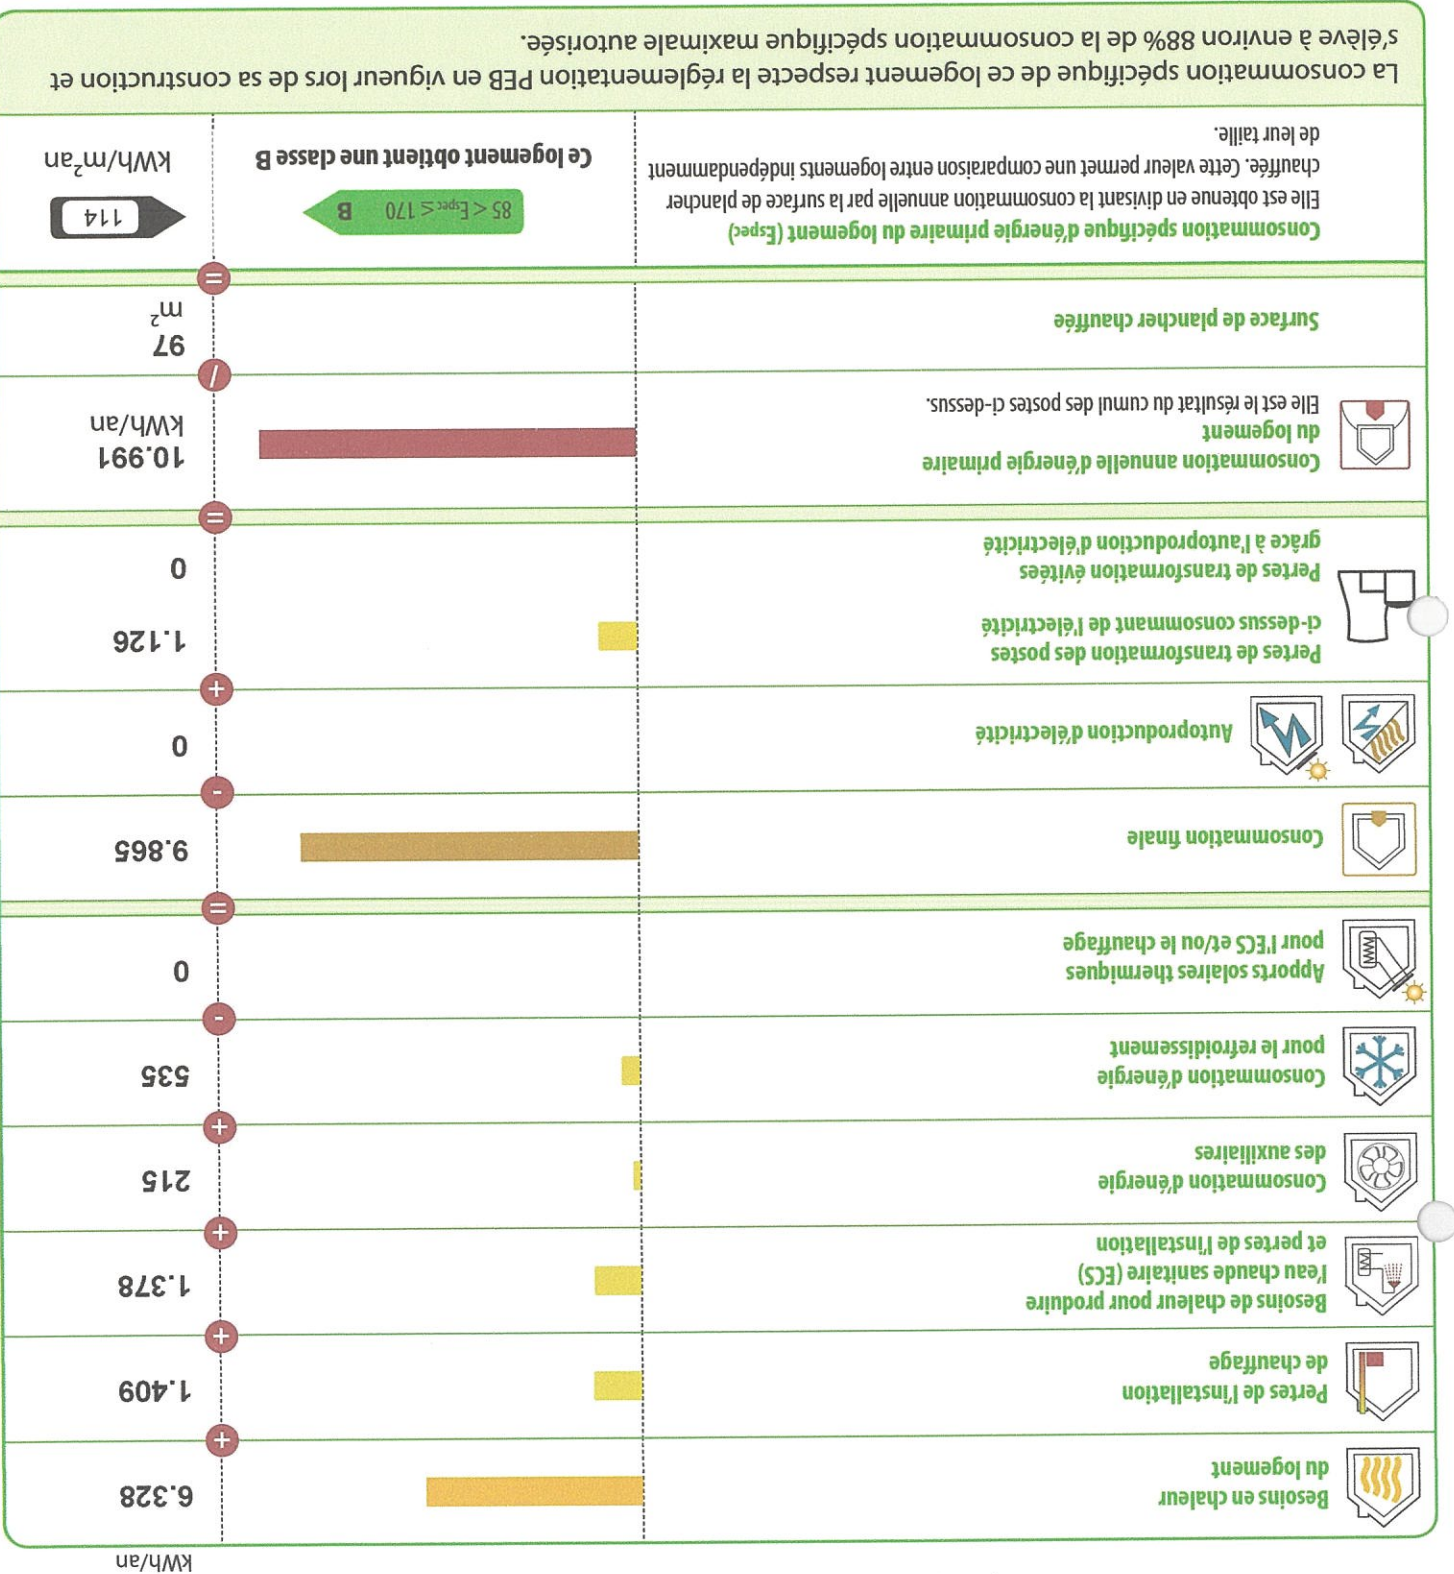 kWh/an
Besoins en chaleur
du logement
6.328
+
Pertes de l'installation
de chauffage
1.409
+
Besoins de chaleur pour produire
l'eau chaude sanitaire (ECS)
et pertes de l'installation
1.378
+
Consommation d'énergie
des auxiliaires
215
+
Consommation d'énergie
pour le refroidissement
535
-
Apports solaires thermiques
pour l'ECS et/ou le chauffage
0
=
Consommation finale
9.865
-
Autoproduction d'électricité
0
+
Pertes de transformation des postes
ci-dessus consommant de l'électricité
1.126
Pertes de transformation évitées
grâce à l'autoproduction d'électricité
0
=
Consommation annuelle d'énergie primaire
du logement
Elle est le résultat du cumul des postes ci-dessus.
10.991
kWh/an
/
Surface de plancher chauffée
97
m²
=
Consommation spécifique d'énergie primaire du logement (Espec)
Elle est obtenue en divisant la consommation annuelle par la surface de plancher
chauffée. Cette valeur permet une comparaison entre logements indépendamment
de leur taille.
85 < Espec ≤ 170 B
Ce logement obtient une classe B
114
kWh/m²an
La consommation spécifique de ce logement respecte la réglementation PEB en vigueur lors de sa construction et
s'élève à environ 88% de la consommation spécifique maximale autorisée.